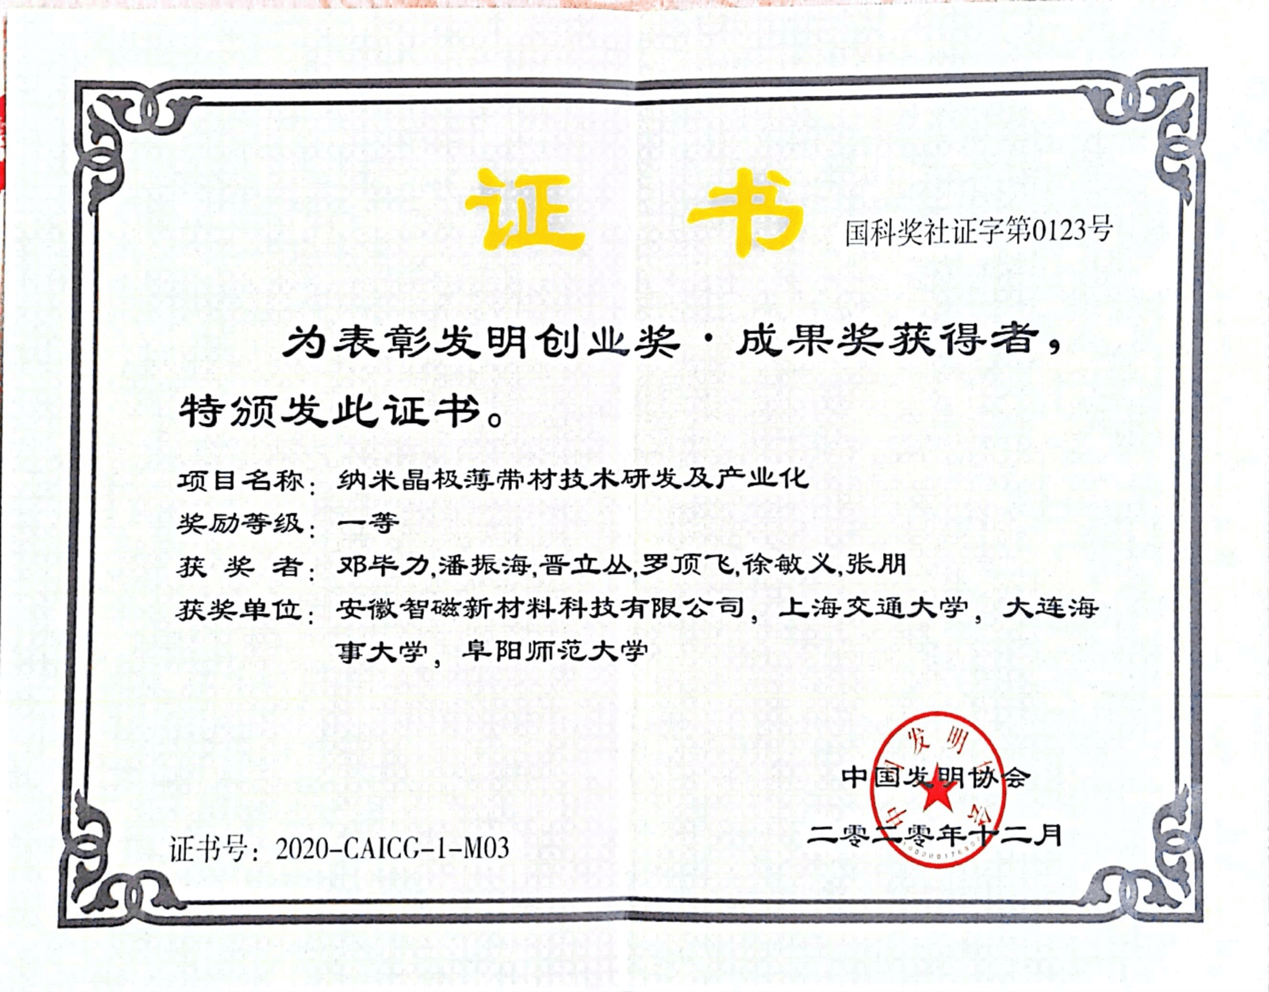 证 书
国科奖社证字第0123号
为表彰发明创业奖·成果奖获得者，
特颁发此证书。
项目名称：纳米晶极薄带材技术研发及产业化
奖励等级：一等
获 奖 者：邓毕力,潘振海,晋立丛,罗顶飞,徐敏义,张朋
获奖单位：安徽智磁新材料科技有限公司，上海交通大学，大连海
事大学，阜阳师范大学
中国发明协会
二零二零年十二月
证书号：2020-CAICG-1-M03